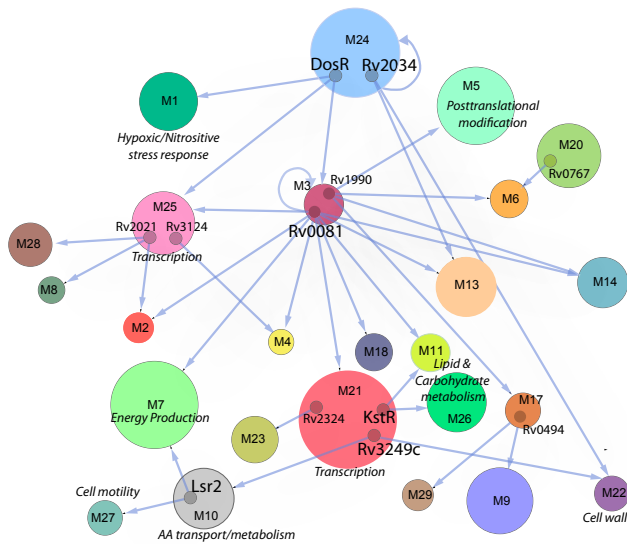 M24
DosR
Rv2034
M5
Posttranslational
modification
M1
Hypoxic/Nitrositive
stress response
M20
Rv0767
M3
Rv1990
M6
Rv0081
M25
Rv2021
Rv3124
Transcription
M28
M8
M13
M14
M2
M4
M18
M11
Lipid &
Carbohydrate
metabolism
M26
M7
Energy Production
M21
Rv2324
KstR
Rv3249c
Transcription
M17
Rv0494
M23
Lsr2
M10
AA transport/metabolism
Cell motility
M27
M29
M9
M22
Cell wall